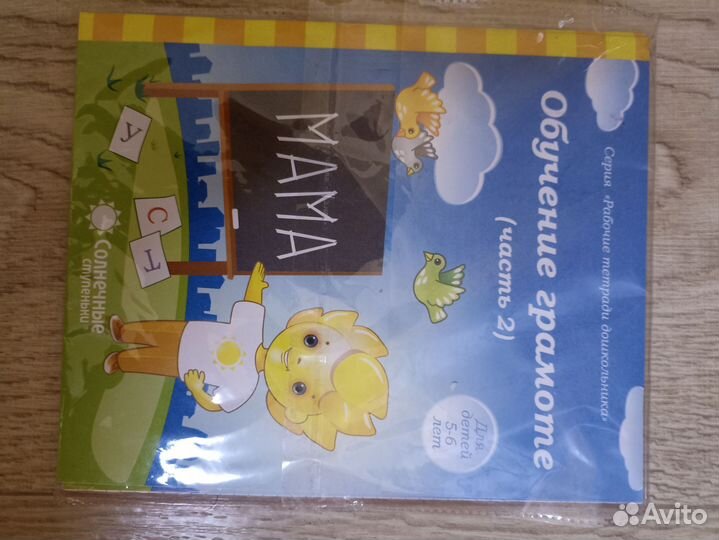 Серия «Рабочие тетради дошкольника»
Обучение грамоте
(часть 2)
МАМА
Для
детей
5-6
лет
У
С
Т
Солнечные
ступеньки
Avito